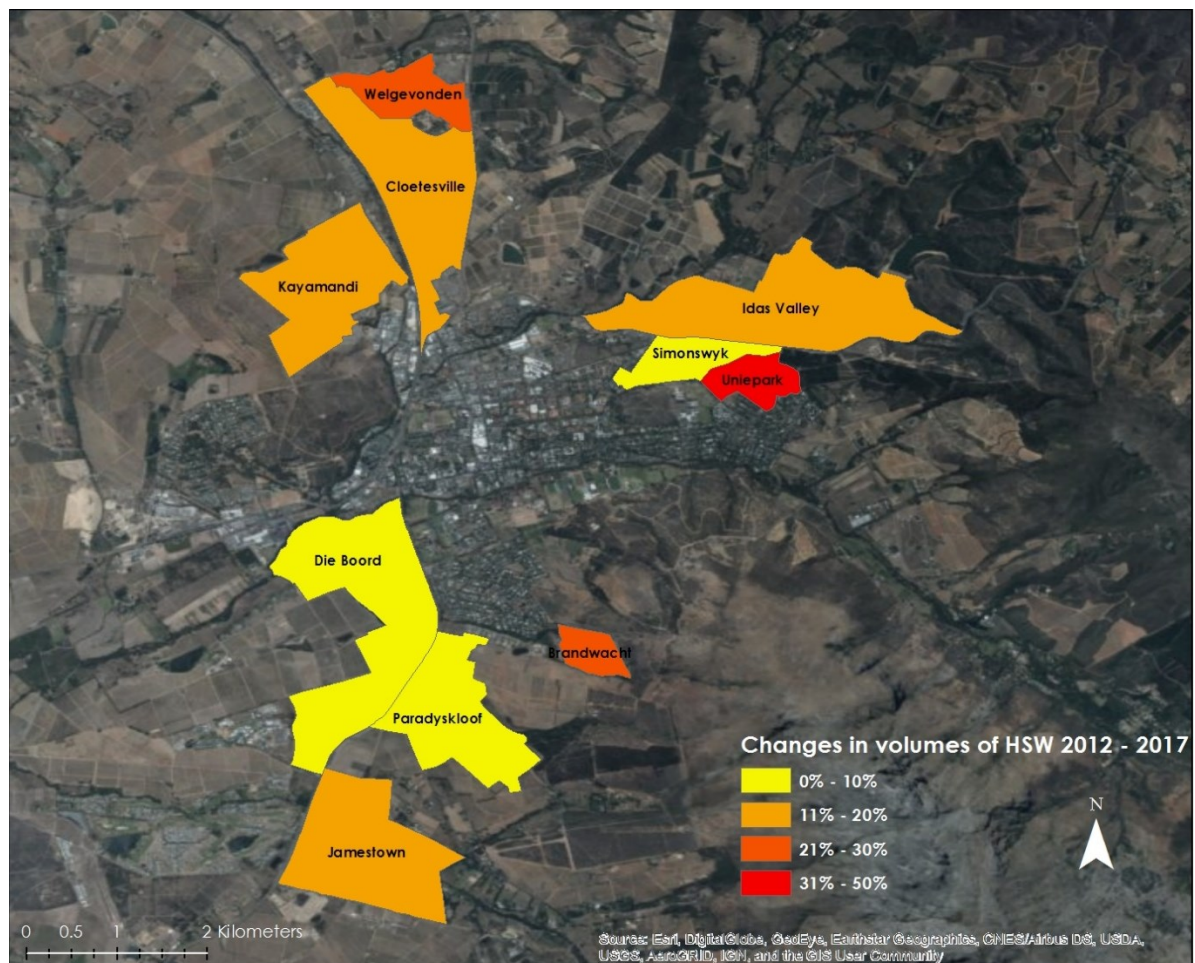 Welgevonden
Cloetesville
Kayamandi
Idas Valley
Simonswyk
Uniepark
Die Boord
Brandwacht
Paradyskloof
Jamestown
Changes in volumes of HSW 2012 - 2017
0% - 10%
11% - 20%
21% - 30%
31% - 50%
N
0 0.5 1 2 Kilometers
Source: Esri, DigitalGlobe, GeoEye, Earthstar Geographics, CNES/Airbus DS, USDA,
USGS, AeroGRID, IGN, and the GIS User Community